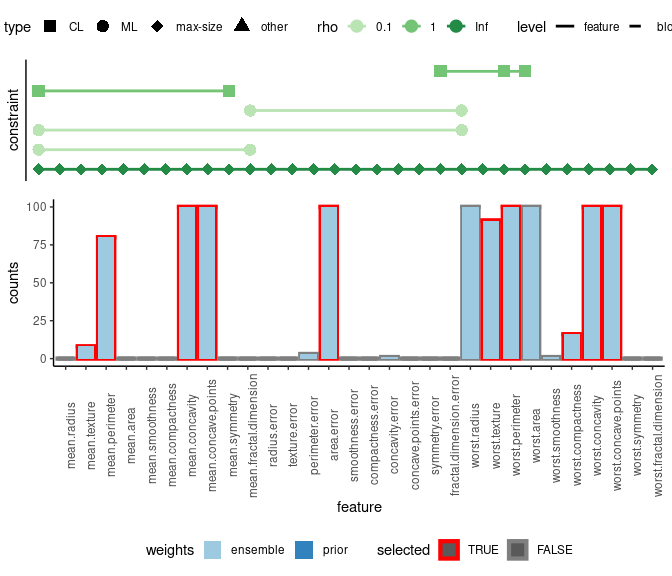 type CL ML max-size other rho 0.1 1 Inf level feature blo
constraint
counts
100
75
50
25
0
mean.radius
mean.texture
mean.perimeter
mean.area
mean.smoothness
mean.compactness
mean.concavity
mean.concave.points
mean.symmetry
mean.fractal.dimension
radius.error
texture.error
perimeter.error
area.error
smoothness.error
compactness.error
concavity.error
concave.points.error
symmetry.error
fractal.dimension.error
worst.radius
worst.texture
worst.perimeter
worst.area
worst.smoothness
worst.compactness
worst.concavity
worst.concave.points
worst.symmetry
worst.fractal.dimension
feature
weights ensemble prior selected TRUE FALSE